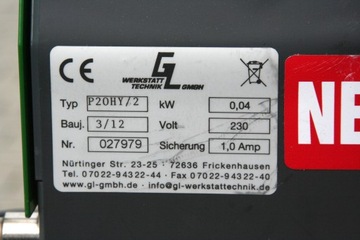 CE GL
WERKSTATT TECHNIK GMBH
Typ P20HY/2 kW 0,04
Bauj. 3/12 Volt 230
Nr. 027979 Sicherung 1,0 Amp
Nürtinger Str. 23-25 · 72636 Frickenhausen
Tel. 07022-94322-44 · Fax 07022-94322-40
www.gl-gmbh.de · info@gl-werkstattechnik.de
NE